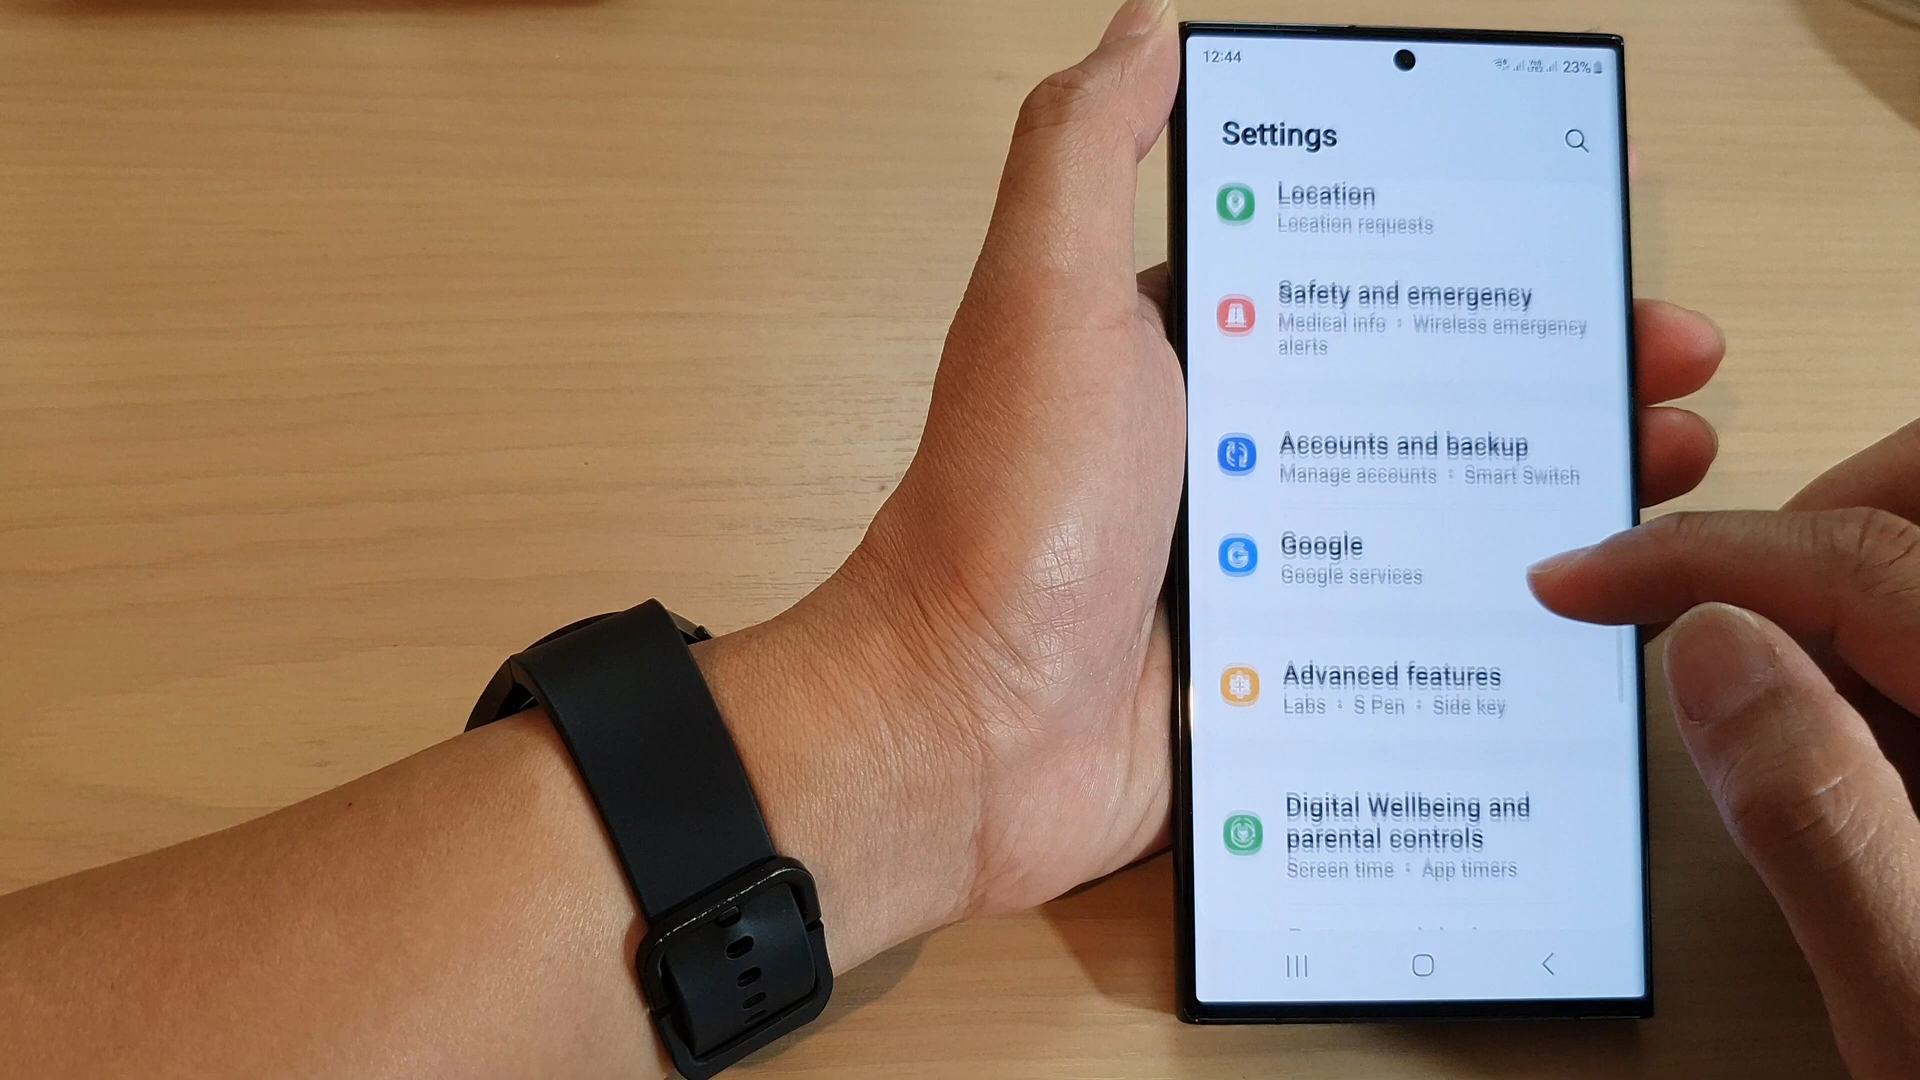 12:44
23%
Settings
Location
Location requests
Safety and emergency
Medical info • Wireless emergency
alerts
Accounts and backup
Manage accounts • Smart Switch
Google
Google services
Advanced features
Labs • S Pen • Side key
Digital Wellbeing and
parental controls
Screen time • App timers